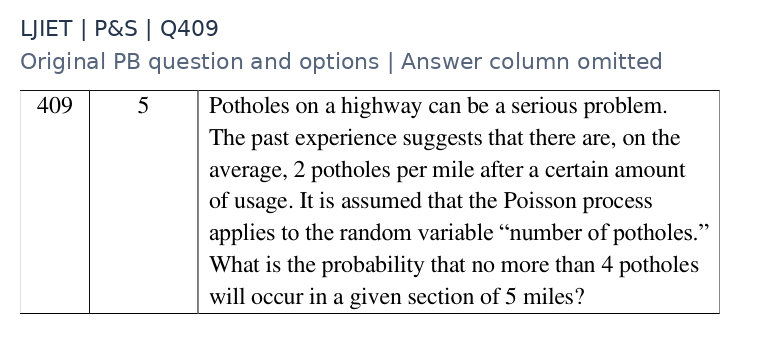 LJIET | P&S | Q409
Original PB question and options | Answer column omitted
409 5 Potholes on a highway can be a serious problem.
The past experience suggests that there are, on the
average, 2 potholes per mile after a certain amount
of usage. It is assumed that the Poisson process
applies to the random variable “number of potholes.”
What is the probability that no more than 4 potholes
will occur in a given section of 5 miles?